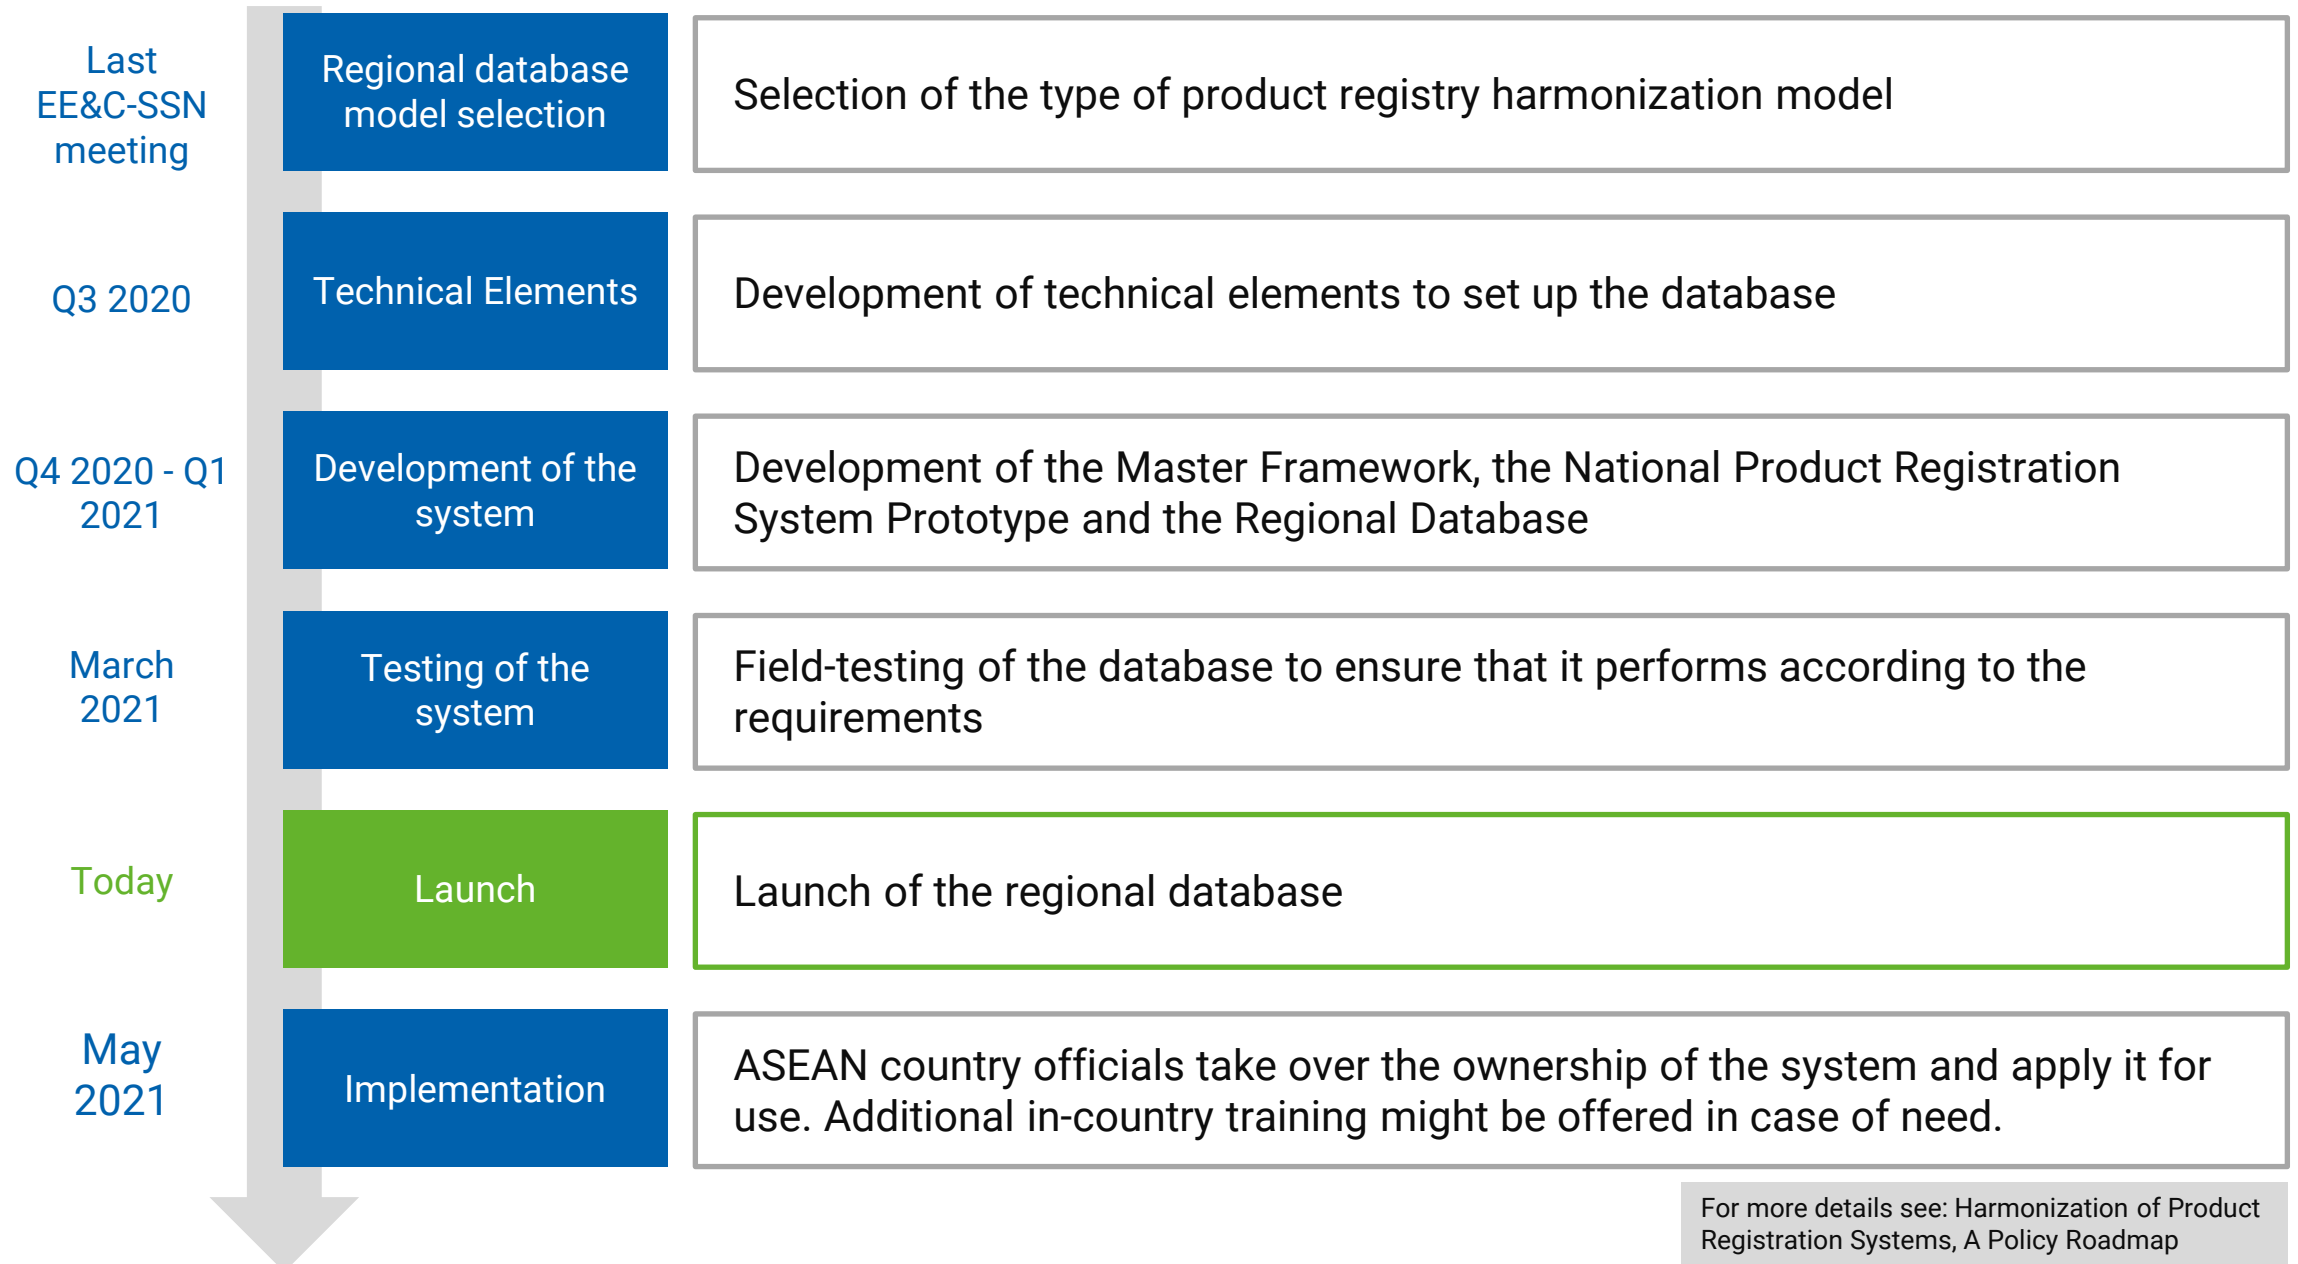 Last
EE&C-SSN
meeting
Regional database
model selection
Selection of the type of product registry harmonization model
Q3 2020
Technical Elements
Development of technical elements to set up the database
Q4 2020 - Q1
2021
Development of the
system
Development of the Master Framework, the National Product Registration
System Prototype and the Regional Database
March
2021
Testing of the
system
Field-testing of the database to ensure that it performs according to the
requirements
Today
Launch
Launch of the regional database
May
2021
Implementation
ASEAN country officials take over the ownership of the system and apply it for
use. Additional in-country training might be offered in case of need.
For more details see: Harmonization of Product
Registration Systems, A Policy Roadmap